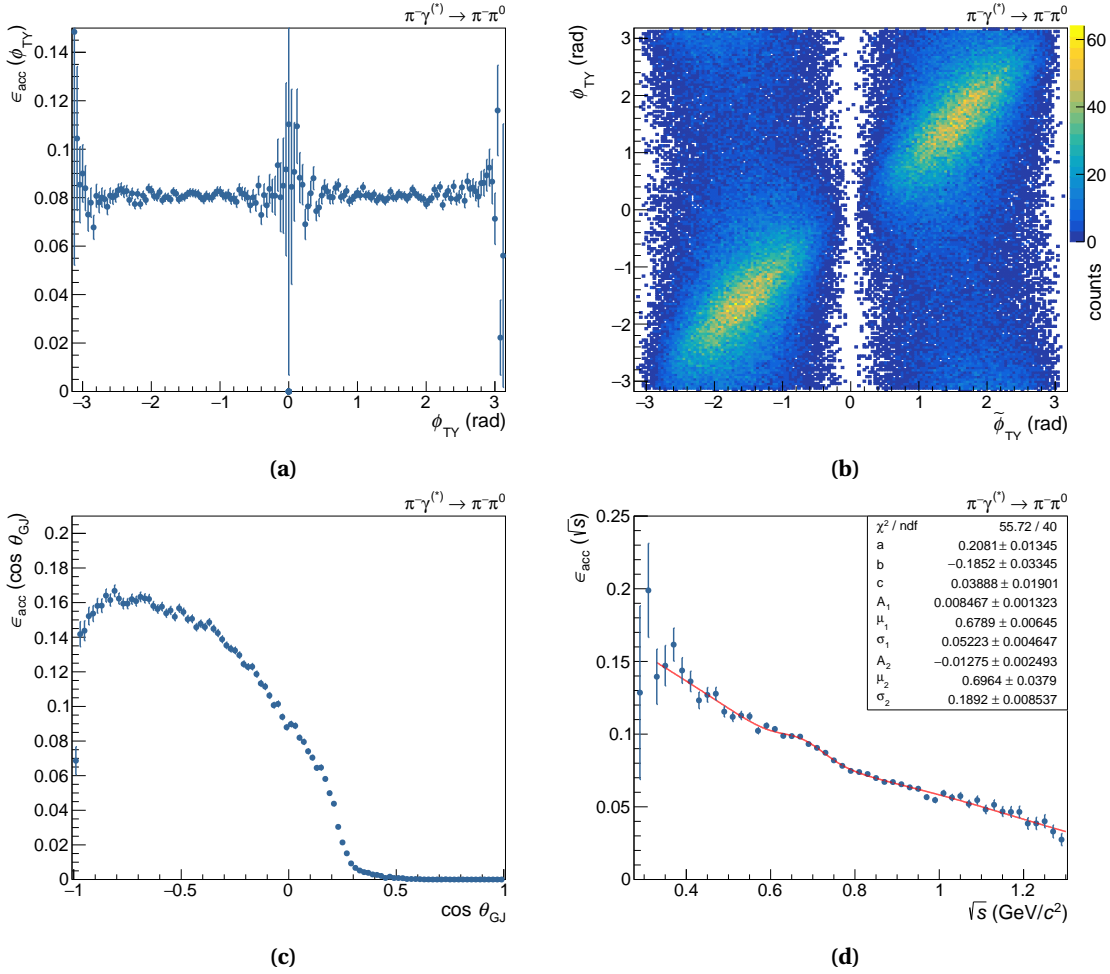 π⁻γ⁽*⁾ → π⁻π⁰
ϵ_acc (ϕ_TY)
0.14
0.12
0.1
0.08
0.06
0.04
0.02
0
−3 −2 −1 0 1 2 3
ϕ_TY (rad)
(a)
π⁻γ⁽*⁾ → π⁻π⁰
ϕ_TY (rad)
3
2
1
0
−1
−2
−3
−3 −2 −1 0 1 2 3
ϕ̃_TY (rad)
60
40
20
0
counts
(b)
π⁻γ⁽*⁾ → π⁻π⁰
ϵ_acc (cos θ_GJ)
0.2
0.18
0.16
0.14
0.12
0.1
0.08
0.06
0.04
0.02
0
−1 −0.5 0 0.5 1
cos θ_GJ
(c)
π⁻γ⁽*⁾ → π⁻π⁰
ϵ_acc (√s)
0.25
0.2
0.15
0.1
0.05
0
χ² / ndf 55.72 / 40
a 0.2081 ± 0.01345
b −0.1852 ± 0.03345
c 0.03888 ± 0.01901
A₁ 0.008467 ± 0.001323
μ₁ 0.6789 ± 0.00645
σ₁ 0.05223 ± 0.004647
A₂ −0.01275 ± 0.002493
μ₂ 0.6964 ± 0.0379
σ₂ 0.1892 ± 0.008537
0.4 0.6 0.8 1 1.2
√s (GeV/c²)
(d)